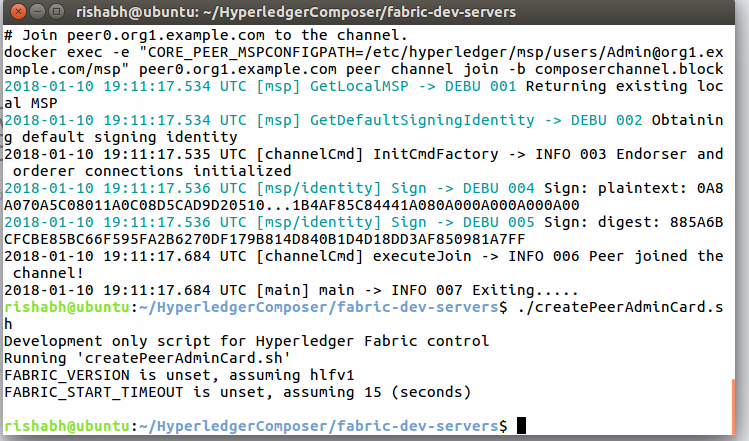 rishabh@ubuntu: ~/HyperledgerComposer/fabric-dev-servers
# Join peer0.org1.example.com to the channel.
docker exec -e "CORE_PEER_MSPCONFIGPATH=/etc/hyperledger/msp/users/Admin@org1.ex
ample.com/msp" peer0.org1.example.com peer channel join -b composerchannel.block
2018-01-10 19:11:17.534 UTC [msp] GetLocalMSP -> DEBU 001 Returning existing loc
al MSP
2018-01-10 19:11:17.534 UTC [msp] GetDefaultSigningIdentity -> DEBU 002 Obtainin
g default signing identity
2018-01-10 19:11:17.535 UTC [channelCmd] InitCmdFactory -> INFO 003 Endorser and
 orderer connections initialized
2018-01-10 19:11:17.536 UTC [msp/identity] Sign -> DEBU 004 Sign: plaintext: 0A8
A070A5C08011A0C08D5CAD9D20510...1B4AF85C84441A080A000A000A000A00
2018-01-10 19:11:17.536 UTC [msp/identity] Sign -> DEBU 005 Sign: digest: 885A6B
CFCBE85BC66F595FA2B6270DF179B814D840B1D4D18DD3AF850981A7FF
2018-01-10 19:11:17.684 UTC [channelCmd] executeJoin -> INFO 006 Peer joined the
 channel!
2018-01-10 19:11:17.684 UTC [main] main -> INFO 007 Exiting.....
rishabh@ubuntu:~/HyperledgerComposer/fabric-dev-servers$ ./createPeerAdminCard.s
h
Development only script for Hyperledger Fabric control
Running 'createPeerAdminCard.sh'
FABRIC_VERSION is unset, assuming hlfv1
FABRIC_START_TIMEOUT is unset, assuming 15 (seconds)
rishabh@ubuntu:~/HyperledgerComposer/fabric-dev-servers$